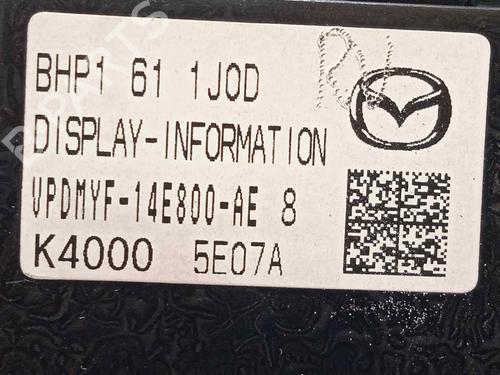 BHP1 61 1J0D
DISPLAY-INFORMATION
VPDMYF-14E800-AE 8
K4000 5E07A